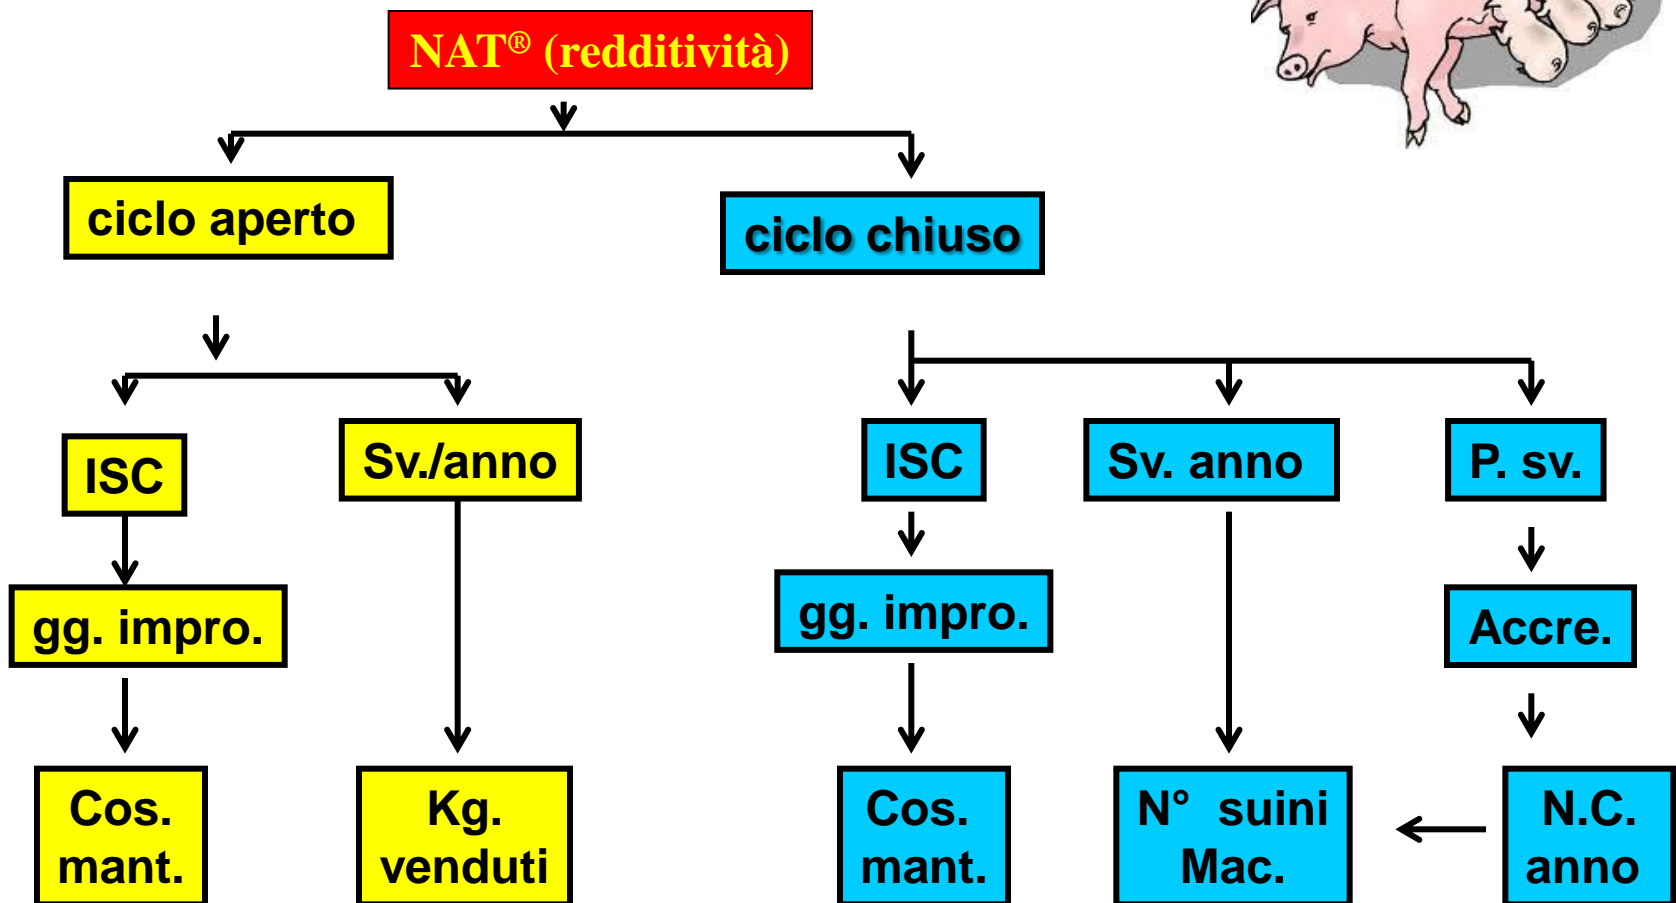 NAT® (redditività)
ciclo aperto
ciclo chiuso
ISC
Sv./anno
ISC
Sv. anno
P. sv.
gg. impro.
gg. impro.
Accre.
Cos.
mant.
Kg.
venduti
Cos.
mant.
N° suini
Mac.
N.C.
anno